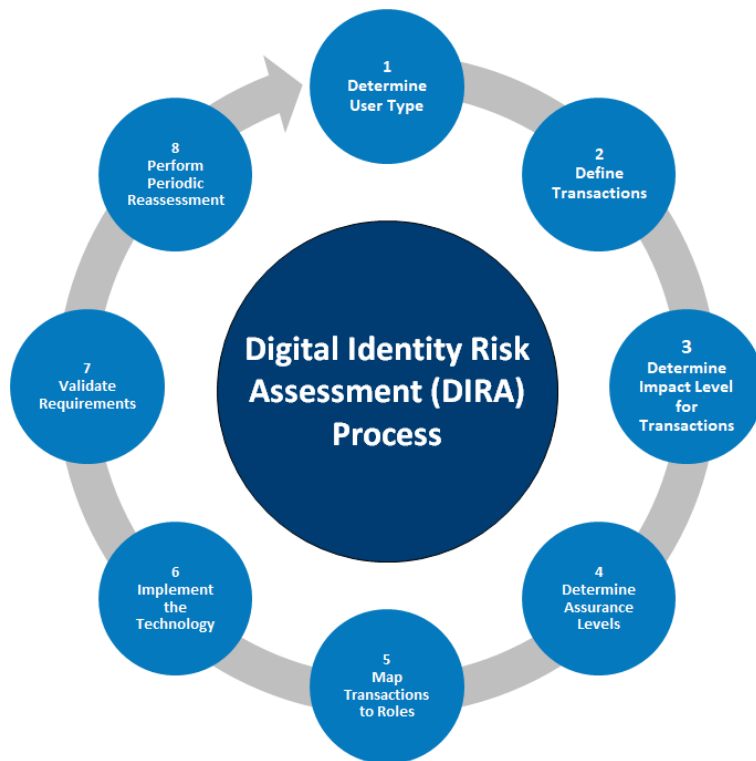 1
Determine
User Type
2
Define
Transactions
3
Determine
Impact Level
for
Transactions
4
Determine
Assurance
Levels
5
Map
Transactions
to Roles
6
Implement
the
Technology
7
Validate
Requirements
8
Perform
Periodic
Reassessment
Digital Identity Risk
Assessment (DIRA)
Process